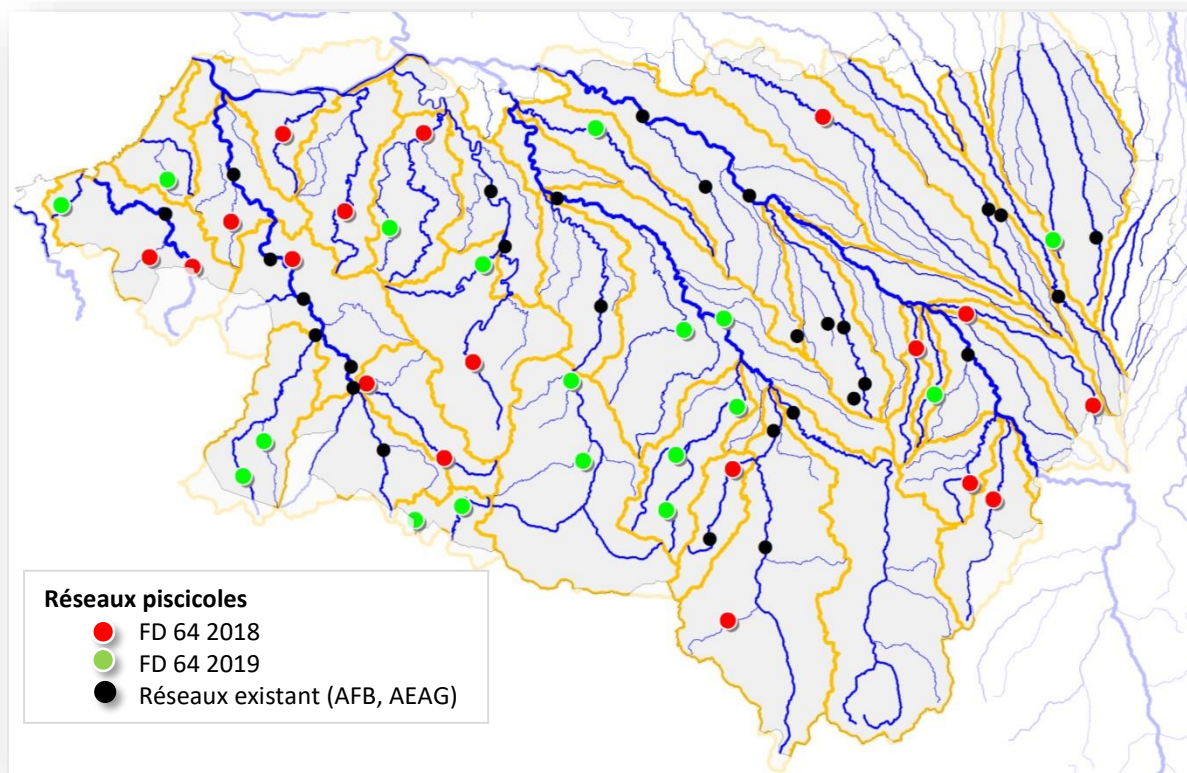 Réseaux piscicoles
FD 64 2018
FD 64 2019
Réseaux existant (AFB, AEAG)